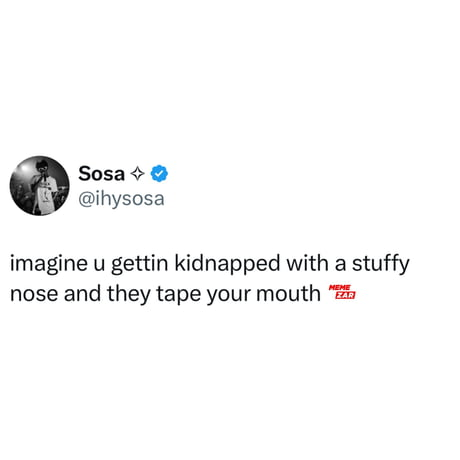 Sosa ✧
@ihysosa
imagine u gettin kidnapped with a stuffy
nose and they tape your mouth MEME
ZAR